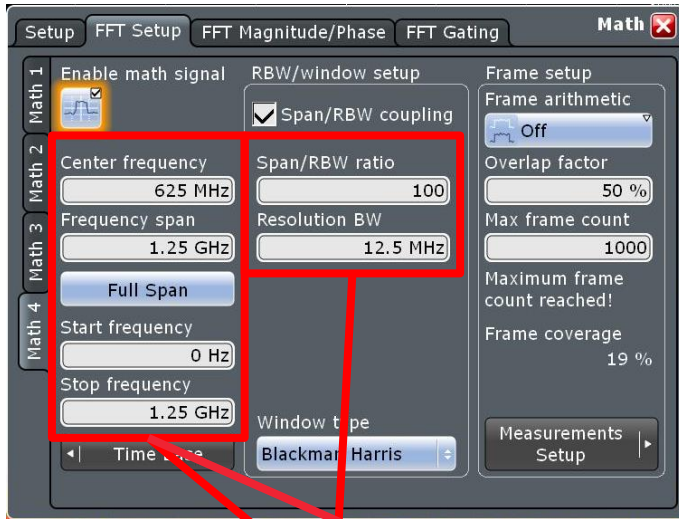 Setup
FFT Setup
FFT Magnitude/Phase
FFT Gating
Math
Math 1
Math 2
Math 3
Math 4
Enable math signal
Center frequency
625 MHz
Frequency span
1.25 GHz
Full Span
Start frequency
0 Hz
Stop frequency
1.25 GHz
Time
RBW/window setup
Span/RBW coupling
Span/RBW ratio
100
Resolution BW
12.5 MHz
Window type
Blackman Harris
Frame setup
Frame arithmetic
Off
Overlap factor
50 %
Max frame count
1000
Maximum frame
count reached!
Frame coverage
19 %
Measurements
Setup